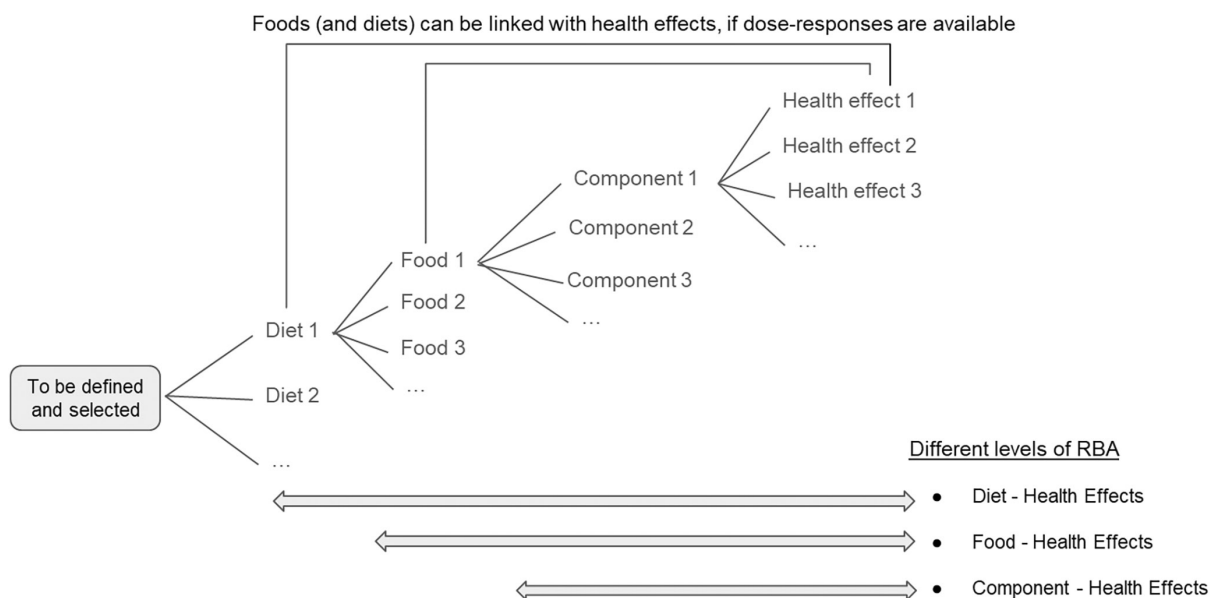 Foods (and diets) can be linked with health effects, if dose-responses are available
Health effect 1
Health effect 2
Health effect 3
...
Component 1
Component 2
Component 3
...
Food 1
Food 2
Food 3
...
Diet 1
Diet 2
...
To be defined
and selected
Different levels of RBA
● Diet - Health Effects
● Food - Health Effects
● Component - Health Effects